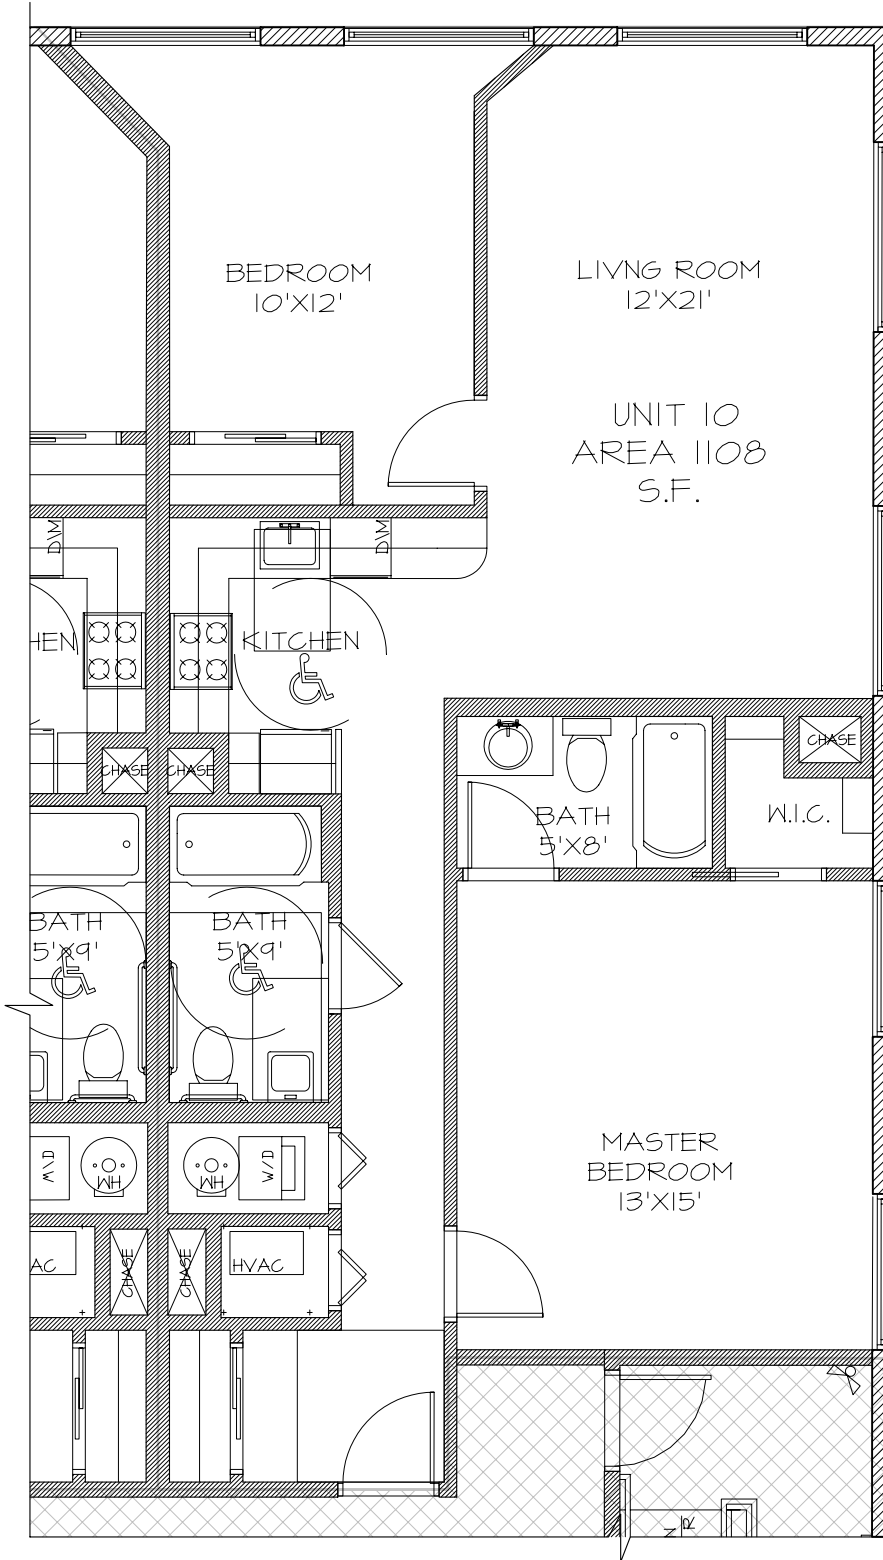 BEDROOM
10'X12'
LIVNG ROOM
12'X21'
UNIT 10
AREA 1108
S.F.
D\M
D\M
HEN
KITCHEN
CHASE
CHASE
CHASE
BATH
5'X8'
W.I.C.
BATH
5'X9'
BATH
5'X9'
MASTER
BEDROOM
13'X15'
WH
WH
W/D
AC
CHASE
CHASE
HVAC